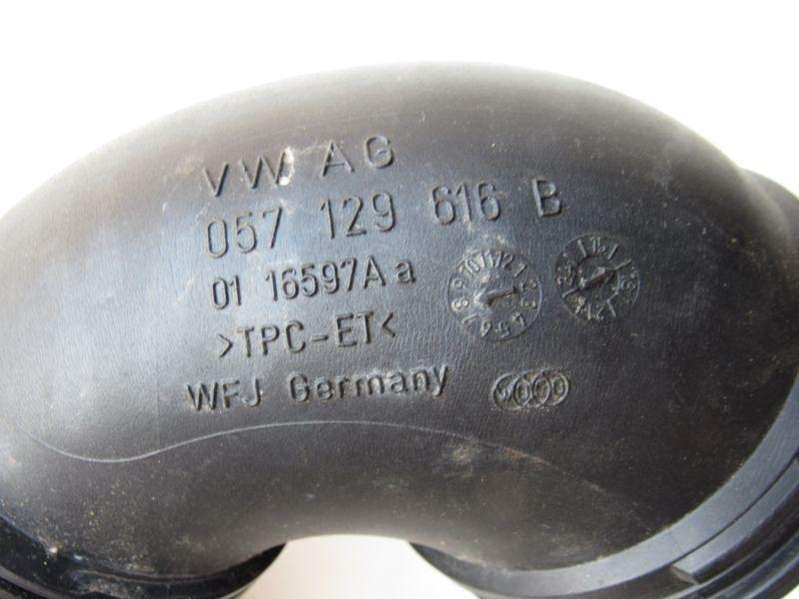 VW AG
057 129 616 B
01 16597A a
>TPC-ET<
WFJ Germany